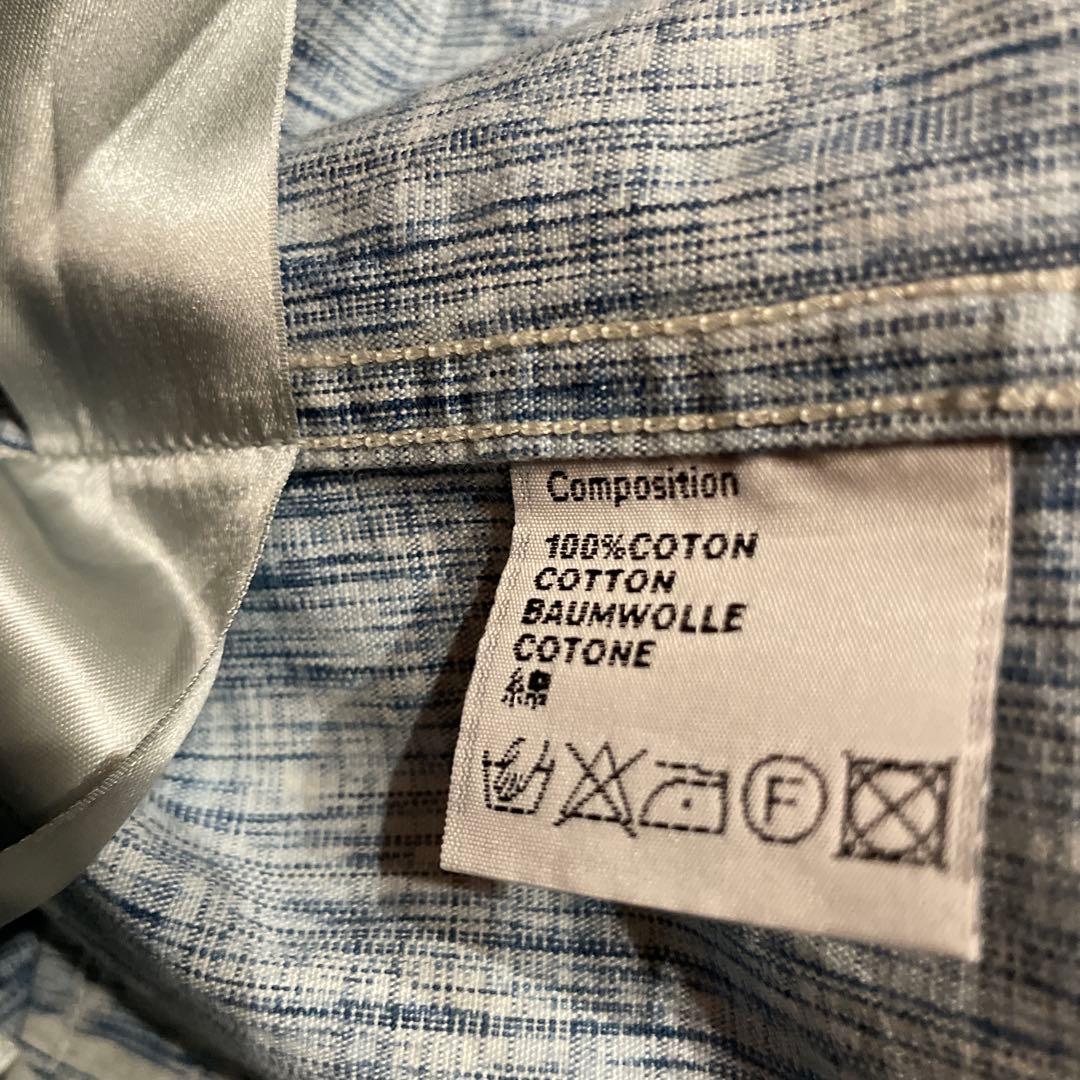 Composition
100%COTON
COTTON
BAUMWOLLE
COTONE
綿
F